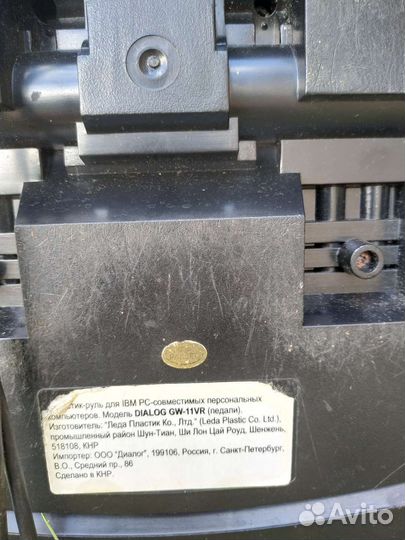 стик-руль для IBM PC-совместимых персональных
компьютеров. Модель DIALOG GW-11VR (педали).
Изготовитель: "Леда Пластик Ко., Лтд." (Leda Plastic Co. Ltd.),
промышленный район Шун-Тиан, Ши Лон Цай Роуд, Шенжень,
518108, КНР
Импортер: ООО "Диалог", 199106, Россия, г. Санкт-Петербург,
В.О., Средний пр., 86
Сделано в КНР.
Avito